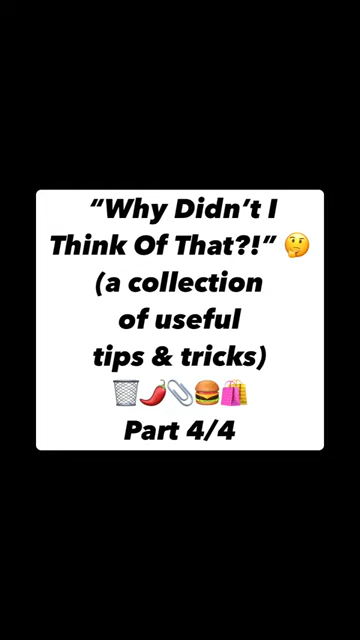 “Why Didn’t I
Think Of That?!” 🤔
(a collection
of useful
tips & tricks)
🗑️🌶️📎🍔🛍️
Part 4/4